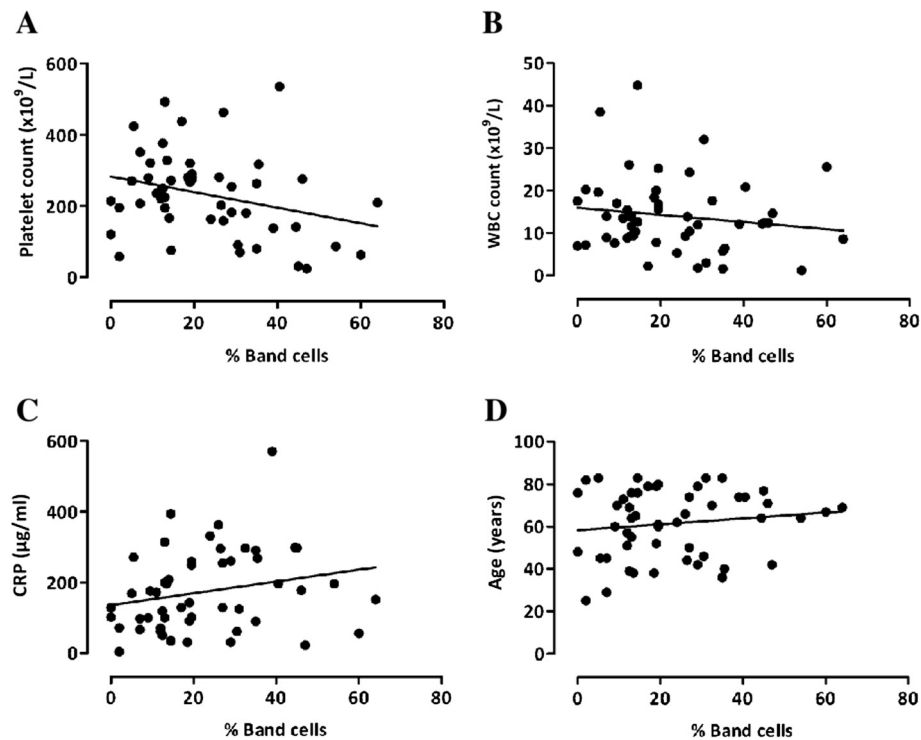 A
Platelet count (x10⁹/L)
600
400
200
0
0 20 40 60 80
% Band cells
B
WBC count (x10⁹/L)
50
40
30
20
10
0
0 20 40 60 80
% Band cells
C
CRP (µg/ml)
600
400
200
0
0 20 40 60 80
% Band cells
D
Age (years)
100
80
60
40
20
0
0 20 40 60 80
% Band cells